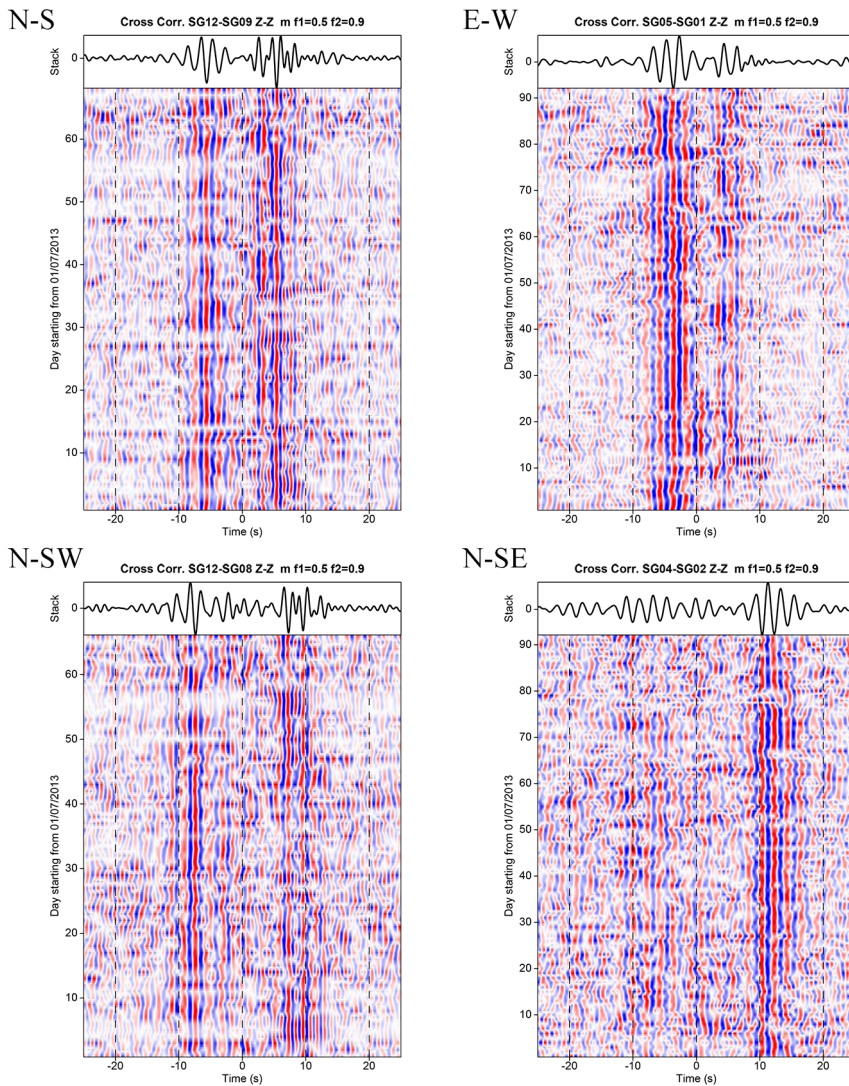 N-S
Cross Corr. SG12-SG09 Z-Z m f1=0.5 f2=0.9
Stack
0
60
50
40
30
20
10
Day starting from 01/07/2013
-20 -10 0 10 20
Time (s)
E-W
Cross Corr. SG05-SG01 Z-Z m f1=0.5 f2=0.9
Stack
0
90
80
70
60
50
40
30
20
10
Day starting from 01/07/2013
-20 -10 0 10 20
Time (s)
N-SW
Cross Corr. SG12-SG08 Z-Z m f1=0.5 f2=0.9
Stack
0
60
50
40
30
20
10
Day starting from 01/07/2013
-20 -10 0 10 20
Time (s)
N-SE
Cross Corr. SG04-SG02 Z-Z m f1=0.5 f2=0.9
Stack
0
90
80
70
60
50
40
30
20
10
Day starting from 01/07/2013
-20 -10 0 10 20
Time (s)